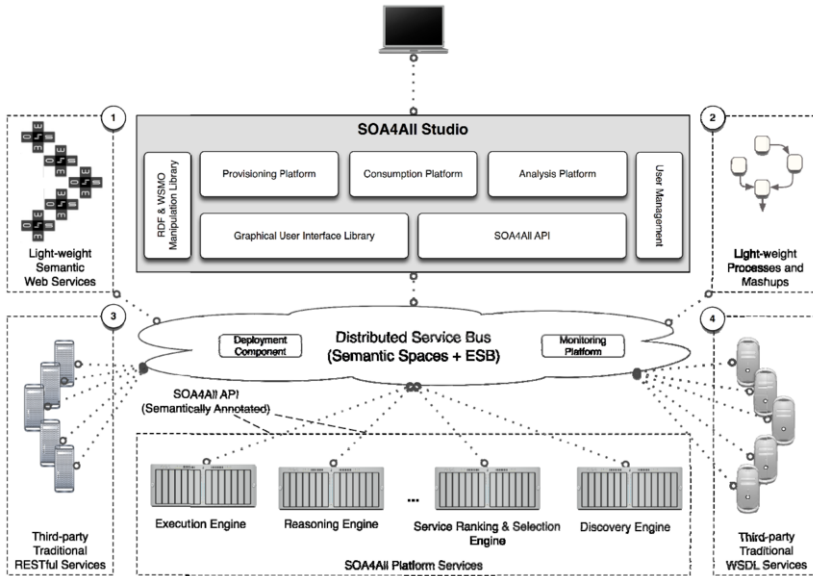 1
SOA4All Studio
2
RDF & WSMO
Manipulation Library
Provisioning Platform
Consumption Platform
Analysis Platform
User Management
Graphical User Interface Library
SOA4All API
Light-weight
Semantic
Web Services
Light-weight
Processes and
Mashups
3
Deployment
Component
Distributed Service Bus
(Semantic Spaces + ESB)
Monitoring
Platform
4
SOA4All API
(Semantically Annotated)
...
Execution Engine
Reasoning Engine
Service Ranking & Selection
Engine
Discovery Engine
Third-party
Traditional
RESTful Services
SOA4All Platform Services
Third-party
Traditional
WSDL Services